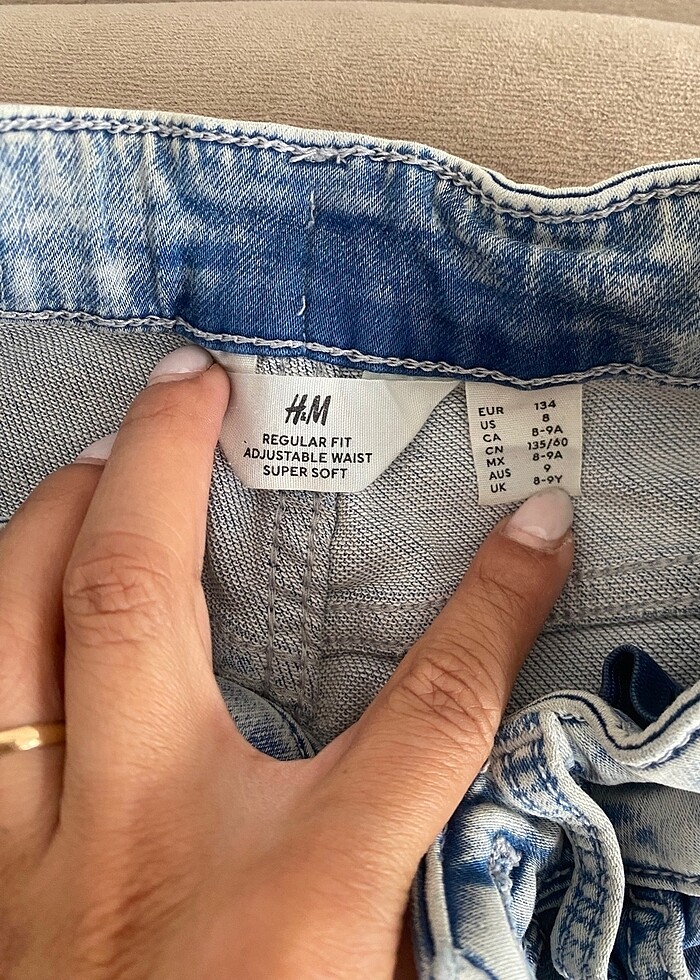 H&M
REGULAR FIT
ADJUSTABLE WAIST
SUPER SOFT
EUR 134
US 8
CA 8-9A
CN 135/60
MX 8-9A
AUS 9
UK 8-9Y